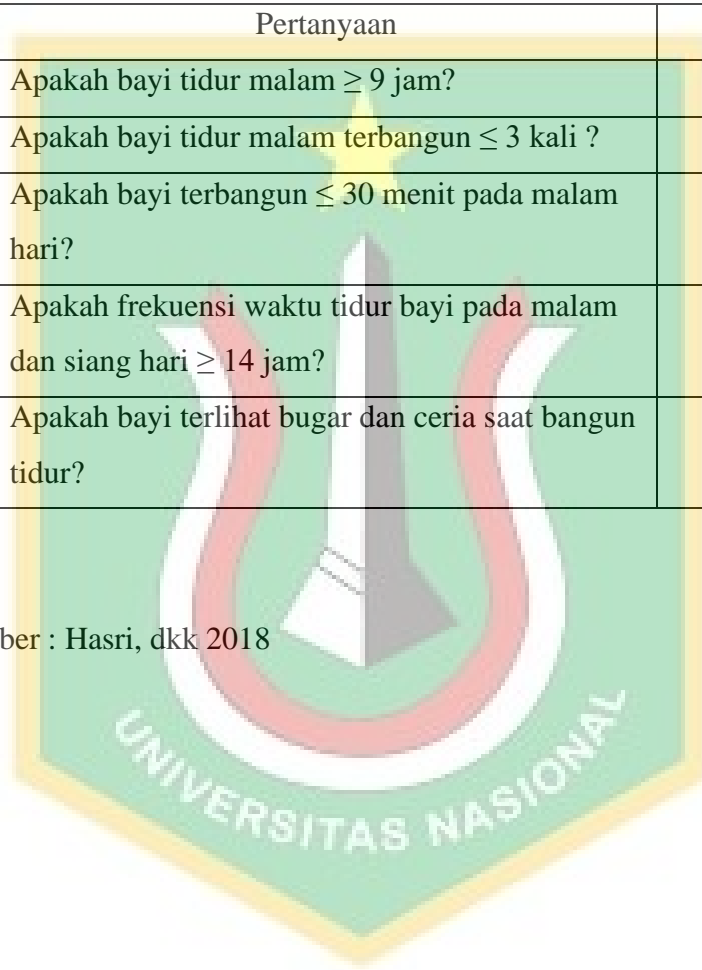 Pertanyaan
Apakah bayi tidur malam ≥ 9 jam?
Apakah bayi tidur malam terbangun ≤ 3 kali ?
Apakah bayi terbangun ≤ 30 menit pada malam
hari?
Apakah frekuensi waktu tidur bayi pada malam
dan siang hari ≥ 14 jam?
Apakah bayi terlihat bugar dan ceria saat bangun
tidur?
ber : Hasri, dkk 2018
UNIVERSITAS NASIONAL